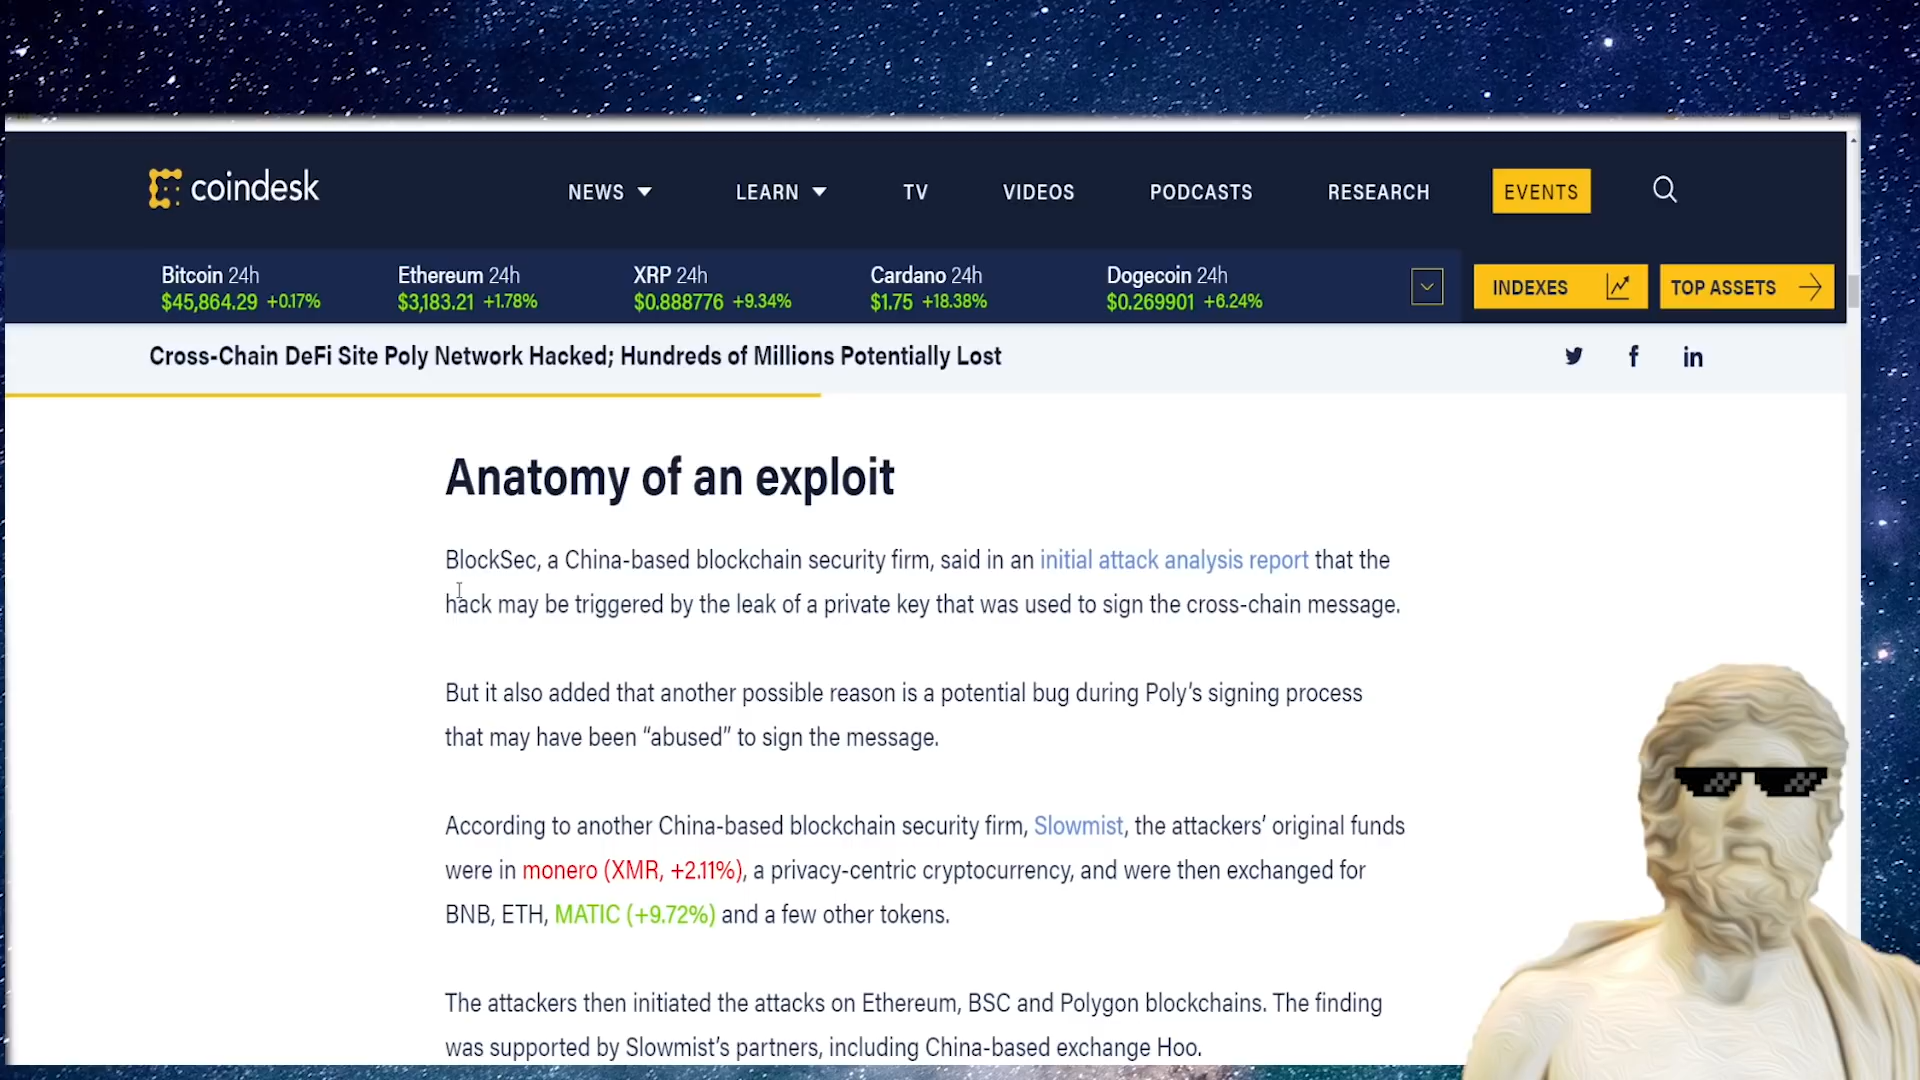 coindesk
NEWS
LEARN
TV
VIDEOS
PODCASTS
RESEARCH
EVENTS
Bitcoin 24h
$45,864.29 +0.17%
Ethereum 24h
$3,183.21 +1.78%
XRP 24h
$0.888776 +9.34%
Cardano 24h
$1.75 +18.38%
Dogecoin 24h
$0.269901 +6.24%
INDEXES
TOP ASSETS
Cross-Chain DeFi Site Poly Network Hacked; Hundreds of Millions Potentially Lost
Anatomy of an exploit
BlockSec, a China-based blockchain security firm, said in an initial attack analysis report that the
hack may be triggered by the leak of a private key that was used to sign the cross-chain message.
But it also added that another possible reason is a potential bug during Poly’s signing process
that may have been “abused” to sign the message.
According to another China-based blockchain security firm, Slowmist, the attackers’ original funds
were in monero (XMR, +2.11%), a privacy-centric cryptocurrency, and were then exchanged for
BNB, ETH, MATIC (+9.72%) and a few other tokens.
The attackers then initiated the attacks on Ethereum, BSC and Polygon blockchains. The finding
was supported by Slowmist’s partners, including China-based exchange Hoo.